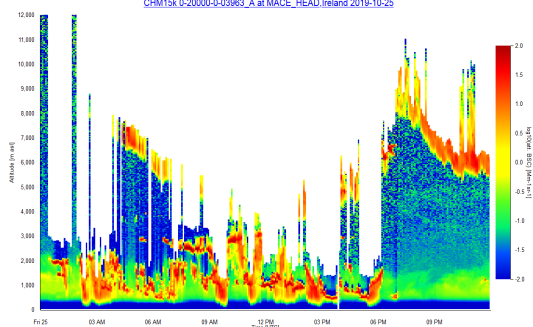 CHM15k 0-20000-0-03963_A at MACE_HEAD,Ireland 2019-10-25
12,000
11,000
10,000
9,000
8,000
7,000
6,000
5,000
4,000
3,000
2,000
1,000
0
Altitude [m asl]
Fri 25
03 AM
06 AM
09 AM
12 PM
03 PM
06 PM
09 PM
2.0
1.5
1.0
0.5
0.0
-0.5
-1.0
-1.5
-2.0